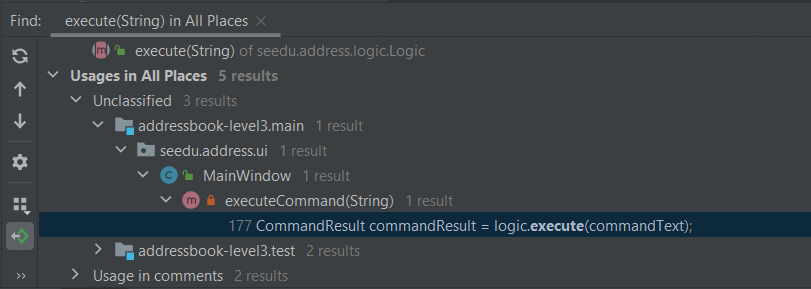 Find: execute(String) in All Places
execute(String) of seedu.address.logic.Logic
Usages in All Places 5 results
Unclassified 3 results
addressbook-level3.main 1 result
seedu.address.ui 1 result
C MainWindow 1 result
m executeCommand(String) 1 result
177 CommandResult commandResult = logic.execute(commandText);
addressbook-level3.test 2 results
Usage in comments 2 results